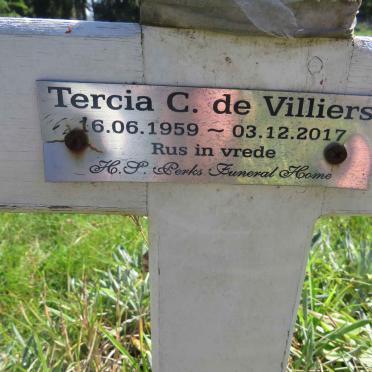 Tercia C. de Villiers
16.06.1959 ~ 03.12.2017
Rus in vrede
H.S. Perks Funeral Home